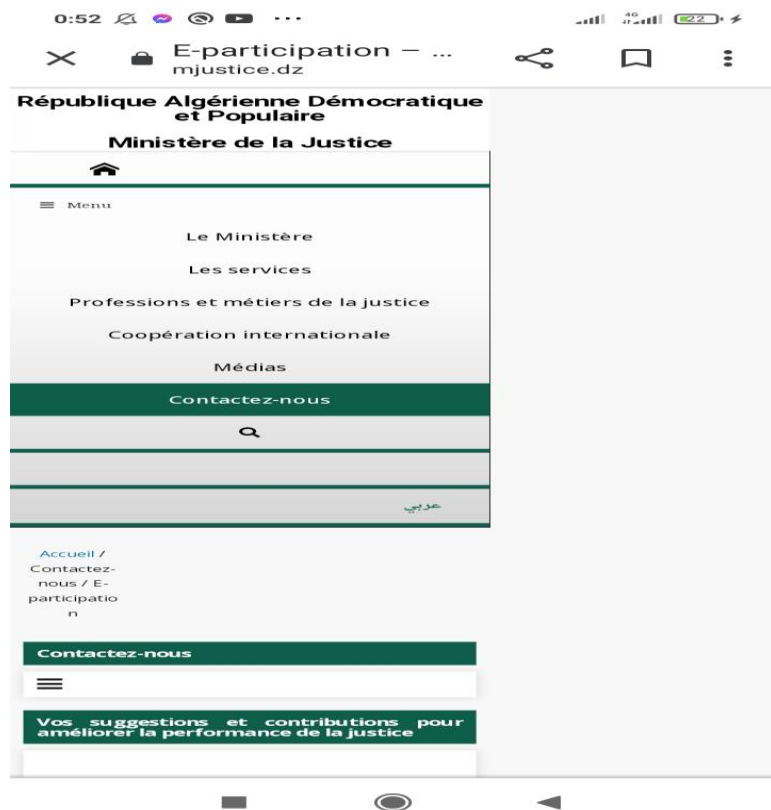 0:52
4G
22
E-participation – ...
mjustice.dz
République Algérienne Démocratique
et Populaire
Ministère de la Justice
Menu
Le Ministère
Les services
Professions et métiers de la justice
Coopération internationale
Médias
Contactez-nous
عربي
Accueil /
Contactez-
nous / E-
participatio
n
Contactez-nous
Vos suggestions et contributions pour
améliorer la performance de la justice